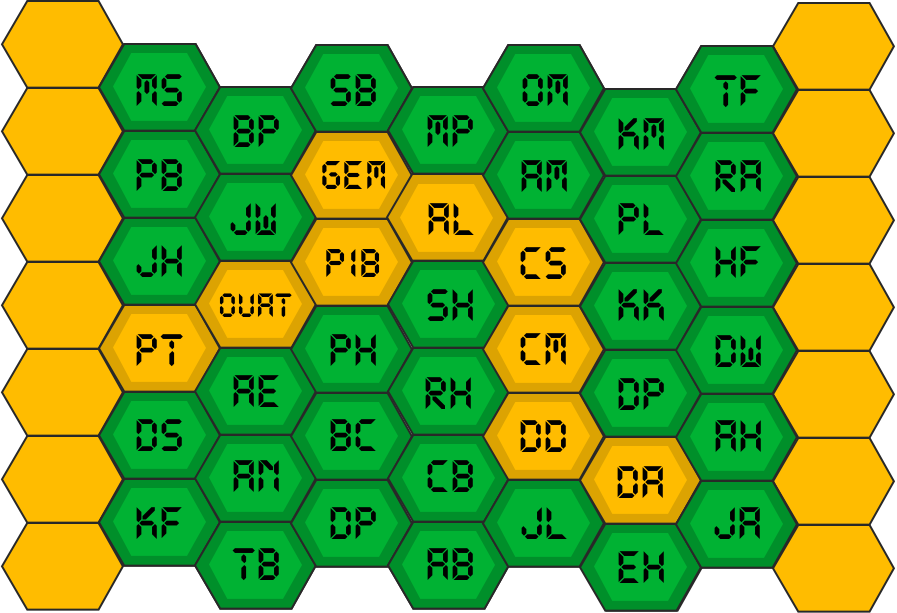 MS SB OM TF
BP MP KM
PB GEM AM RA
JW AL PL
JH PIB CS HF
OUAT SH KK
PT PH CM DW
AE RH DP
DS BC DD AH
AN CB DA
KF DP JL JA
TB AB EH